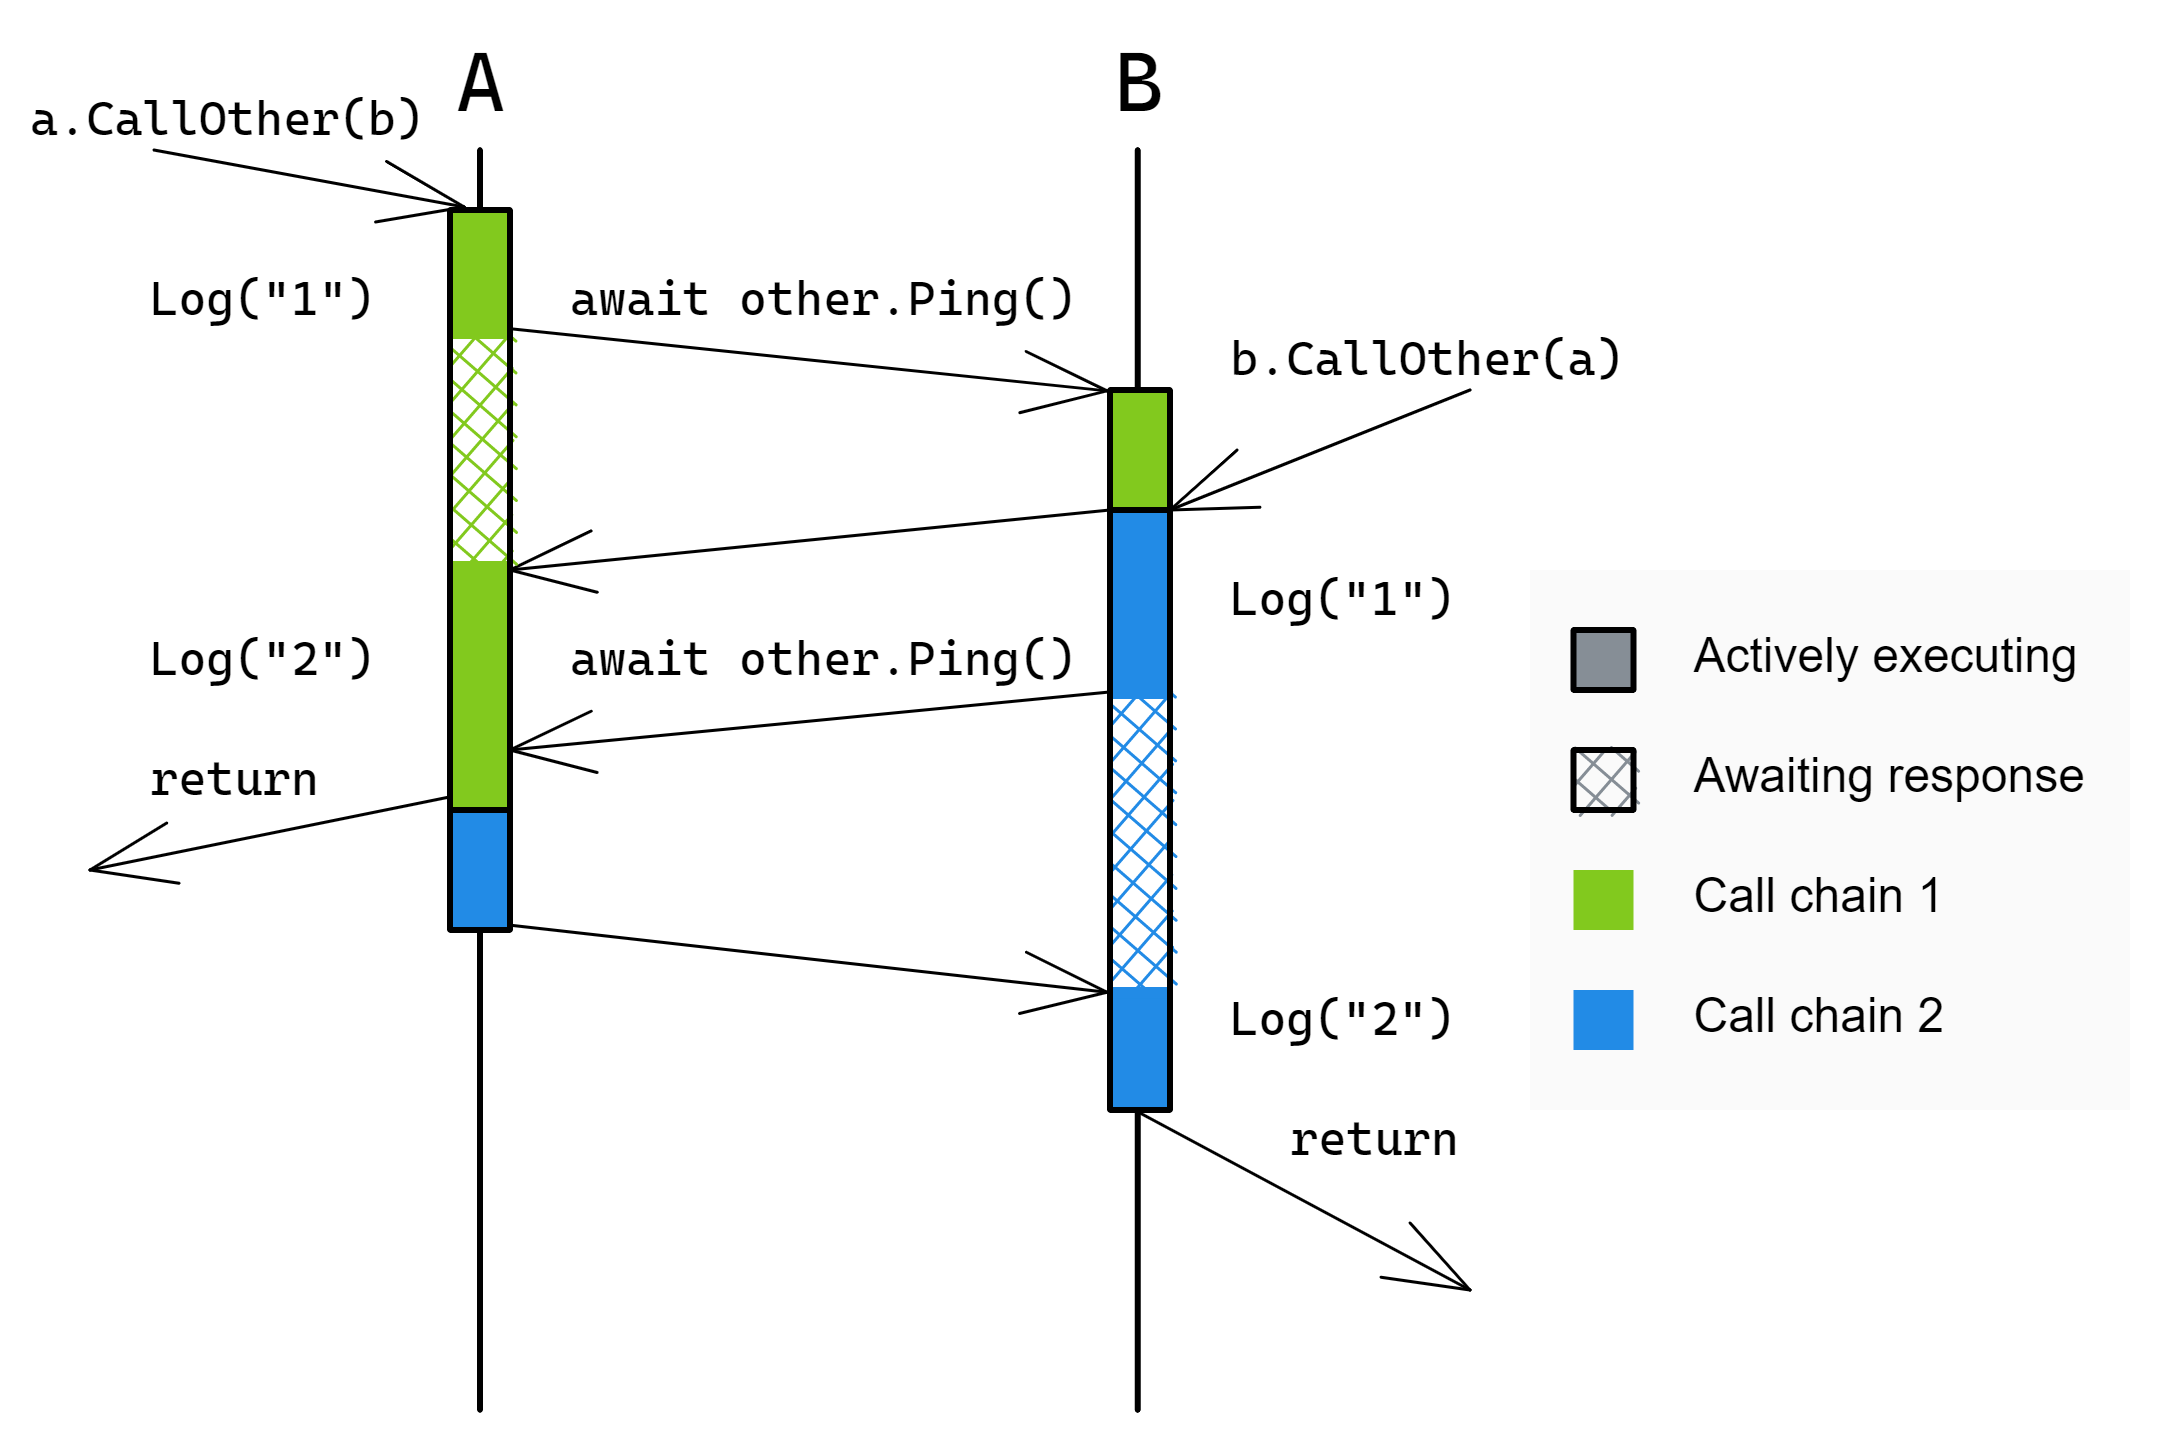 A
B
a.CallOther(b)
Log("1")
await other.Ping()
b.CallOther(a)
Log("1")
Log("2")
await other.Ping()
return
Log("2")
return
Actively executing
Awaiting response
Call chain 1
Call chain 2